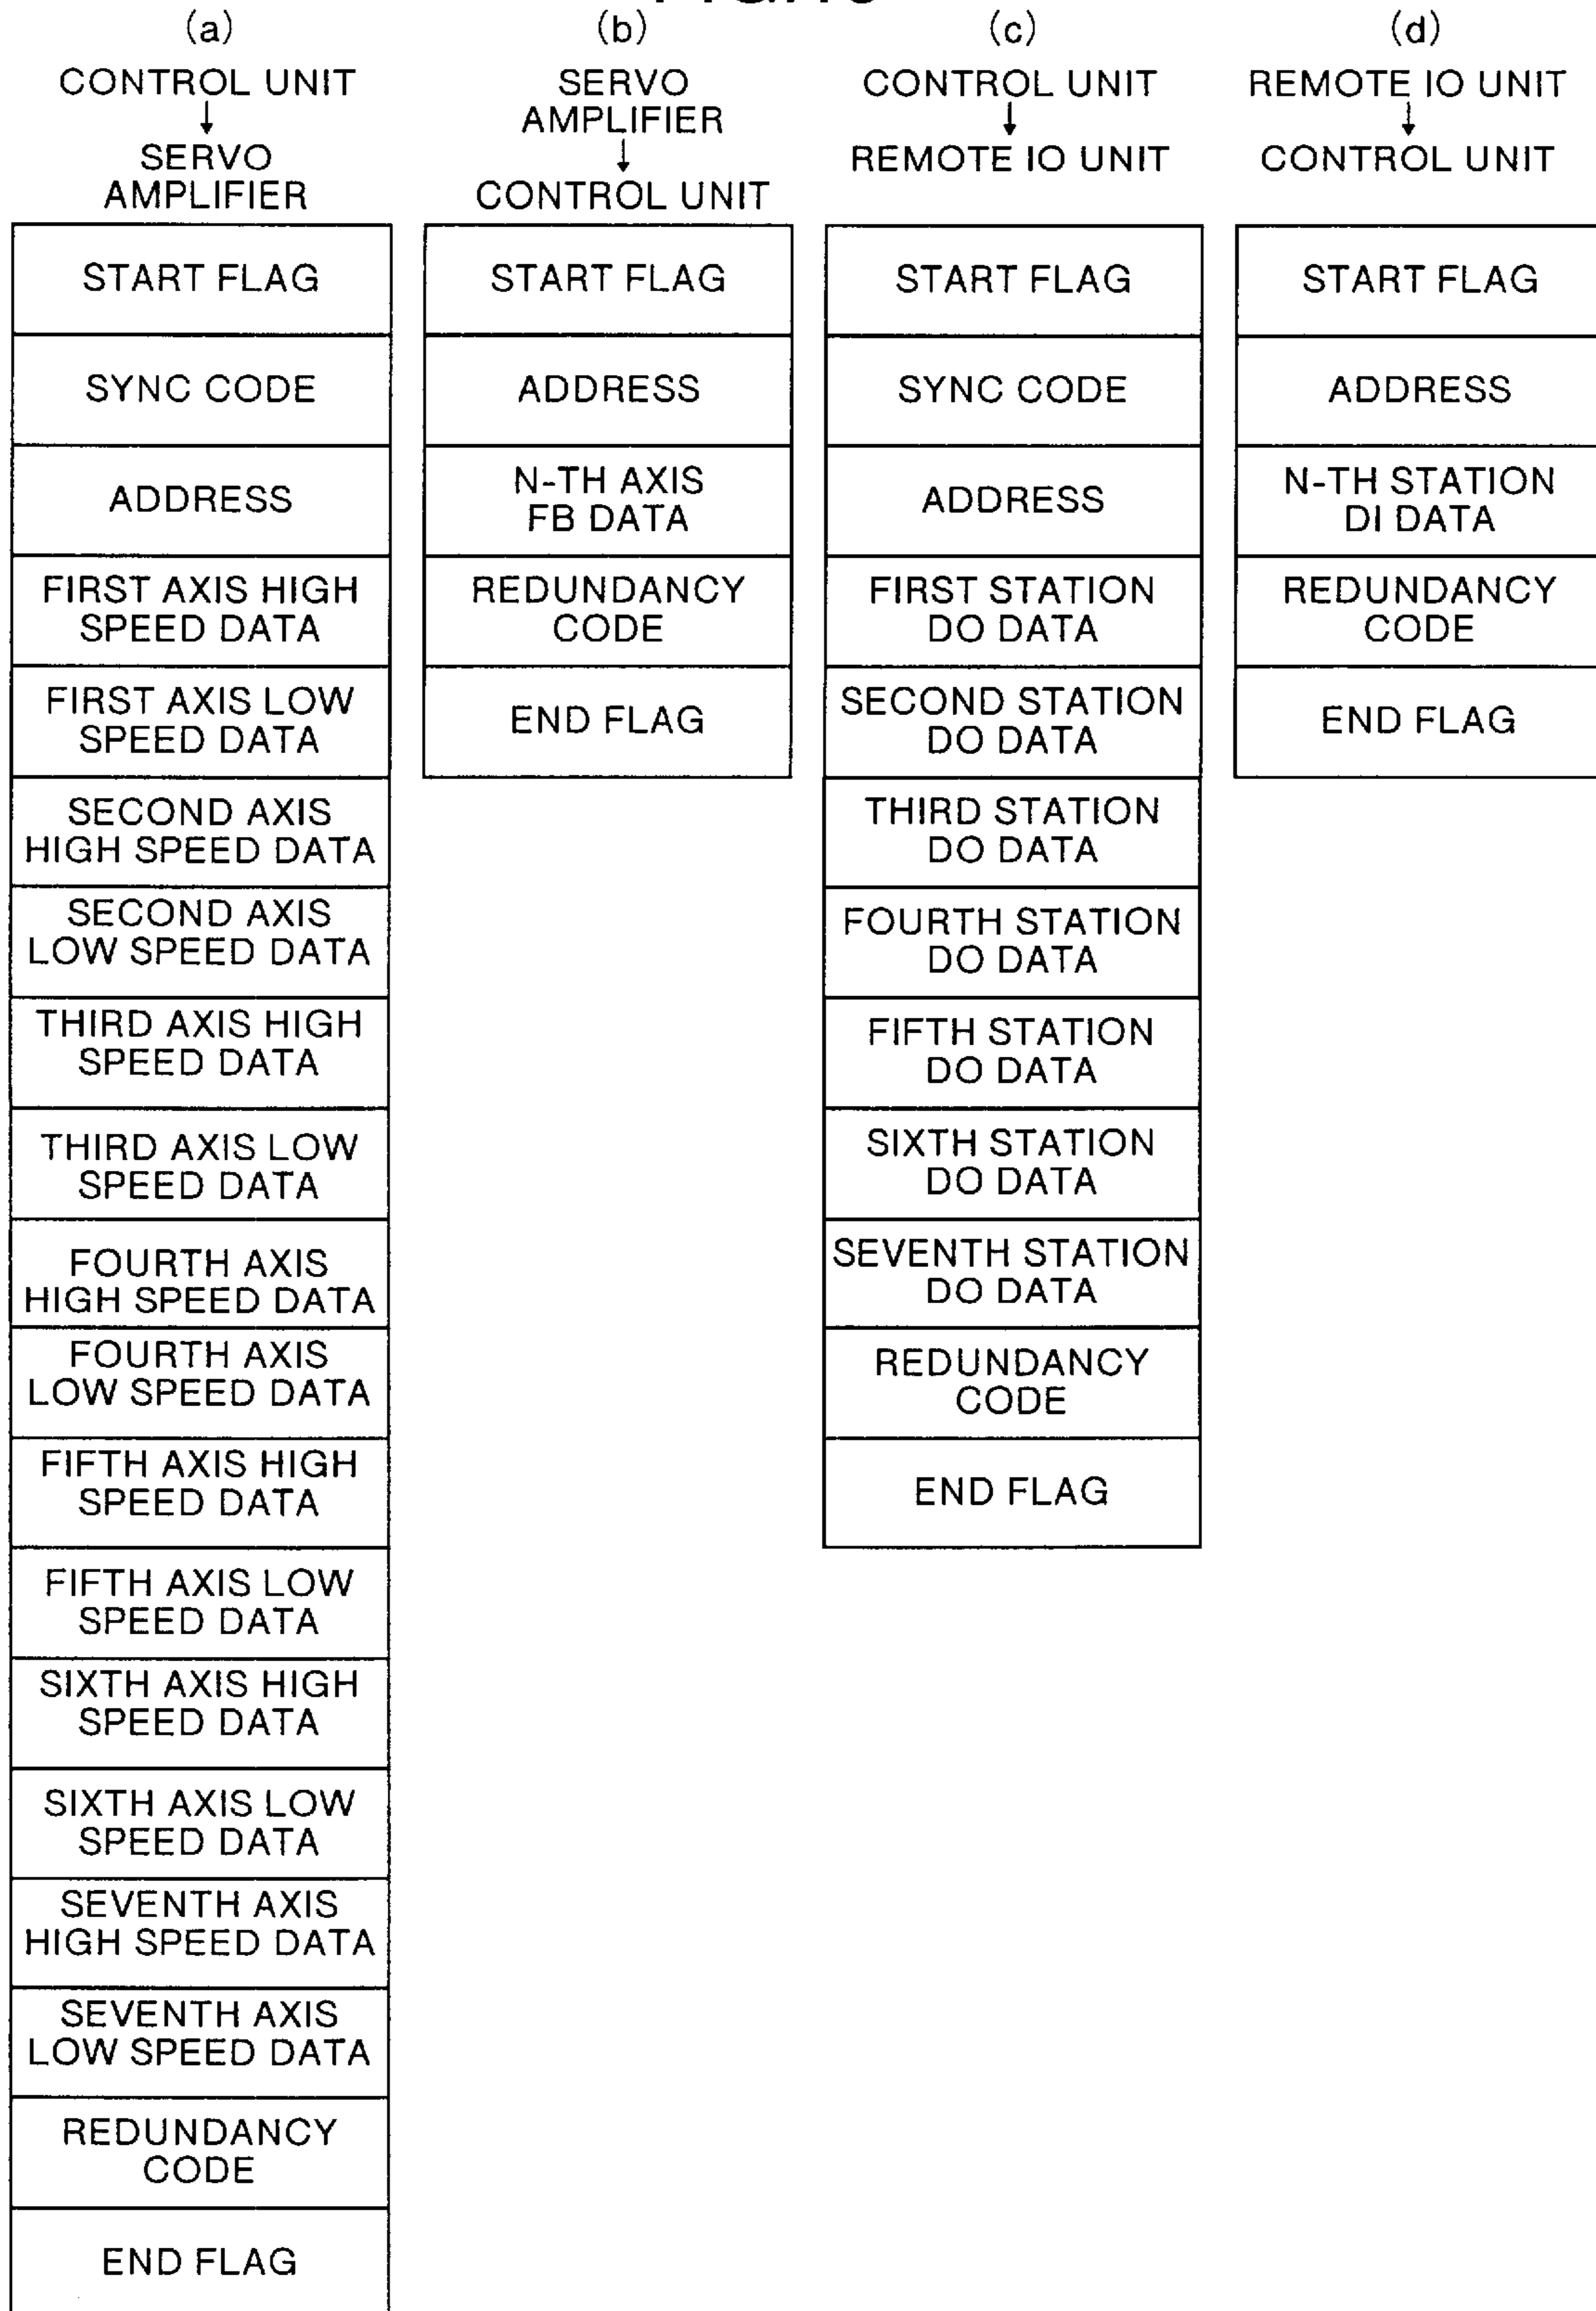 (a)
CONTROL UNIT
↓
SERVO
AMPLIFIER
START FLAG
SYNC CODE
ADDRESS
FIRST AXIS HIGH
SPEED DATA
FIRST AXIS LOW
SPEED DATA
SECOND AXIS
HIGH SPEED DATA
SECOND AXIS
LOW SPEED DATA
THIRD AXIS HIGH
SPEED DATA
THIRD AXIS LOW
SPEED DATA
FOURTH AXIS
HIGH SPEED DATA
FOURTH AXIS
LOW SPEED DATA
FIFTH AXIS HIGH
SPEED DATA
FIFTH AXIS LOW
SPEED DATA
SIXTH AXIS HIGH
SPEED DATA
SIXTH AXIS LOW
SPEED DATA
SEVENTH AXIS
HIGH SPEED DATA
SEVENTH AXIS
LOW SPEED DATA
REDUNDANCY
CODE
END FLAG
(b)
SERVO
AMPLIFIER
↓
CONTROL UNIT
START FLAG
ADDRESS
N-TH AXIS
FB DATA
REDUNDANCY
CODE
END FLAG
(c)
CONTROL UNIT
↓
REMOTE IO UNIT
START FLAG
SYNC CODE
ADDRESS
FIRST STATION
DO DATA
SECOND STATION
DO DATA
THIRD STATION
DO DATA
FOURTH STATION
DO DATA
FIFTH STATION
DO DATA
SIXTH STATION
DO DATA
SEVENTH STATION
DO DATA
REDUNDANCY
CODE
END FLAG
(d)
REMOTE IO UNIT
↓
CONTROL UNIT
START FLAG
ADDRESS
N-TH STATION
DI DATA
REDUNDANCY
CODE
END FLAG